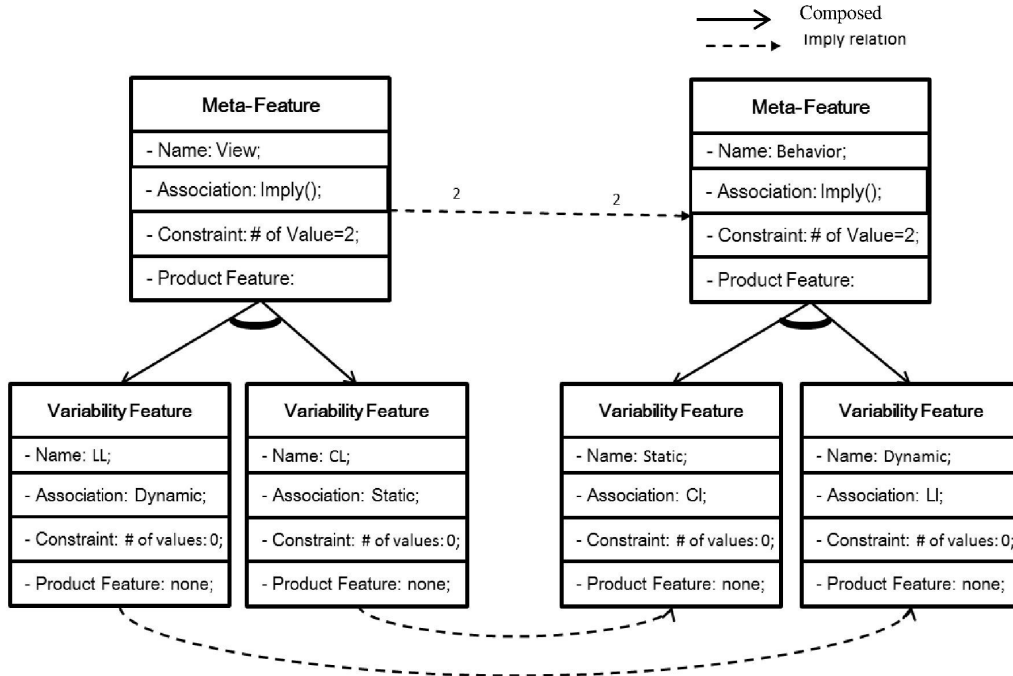 Composed
Imply relation
Meta-Feature
- Name: View;
- Association: Imply();
- Constraint: # of Value=2;
- Product Feature:
2
2
Meta-Feature
- Name: Behavior;
- Association: Imply();
- Constraint: # of Value=2;
- Product Feature:
Variability Feature
- Name: LL;
- Association: Dynamic;
- Constraint: # of values: 0;
- Product Feature: none;
Variability Feature
- Name: CL;
- Association: Static;
- Constraint: # of values: 0;
- Product Feature: none;
Variability Feature
- Name: Static;
- Association: Cl;
- Constraint: # of values: 0;
- Product Feature: none;
Variability Feature
- Name: Dynamic;
- Association: Ll;
- Constraint: # of values: 0;
- Product Feature: none;